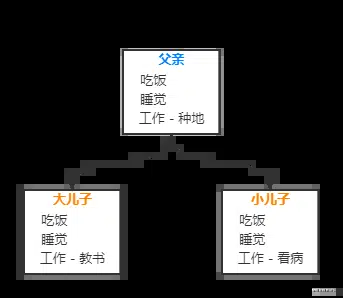 父亲
吃饭
睡觉
工作 - 种地
大儿子
吃饭
睡觉
工作 - 教书
小儿子
吃饭
睡觉
工作 - 看病